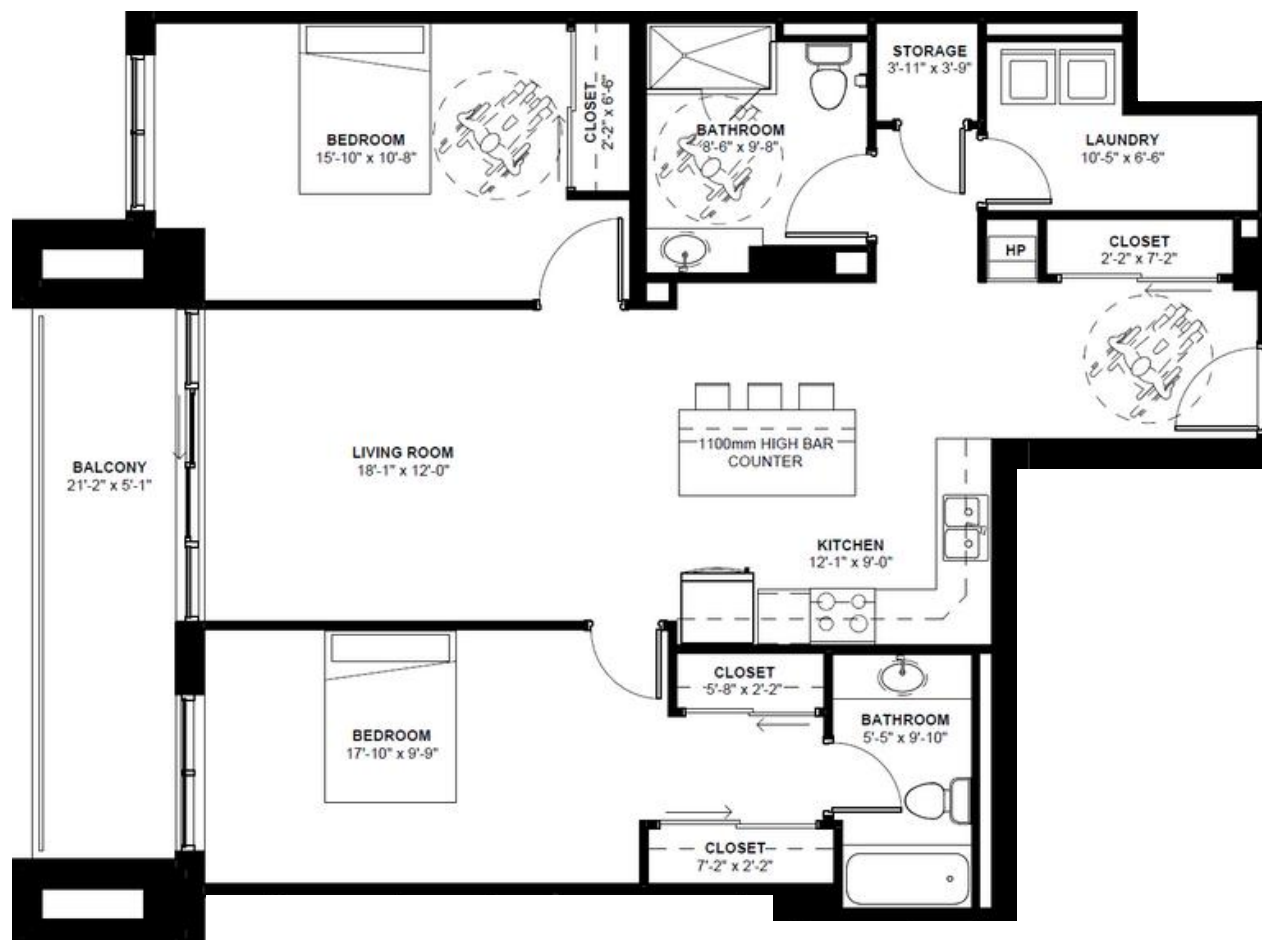 STORAGE
3'-11" x 3'-9"
CLOSET
2'-2" x 6'-6"
BEDROOM
15'-10" x 10'-8"
BATHROOM
8'-6" x 9'-8"
LAUNDRY
10'-5" x 6'-6"
HP
CLOSET
2'-2" x 7'-2"
BALCONY
21'-2" x 5'-1"
LIVING ROOM
18'-1" x 12'-0"
1100mm HIGH BAR
COUNTER
KITCHEN
12'-1" x 9'-0"
CLOSET
5'-8" x 2'-2"
BEDROOM
17'-10" x 9'-9"
BATHROOM
5'-5" x 9'-10"
CLOSET
7'-2" x 2'-2"